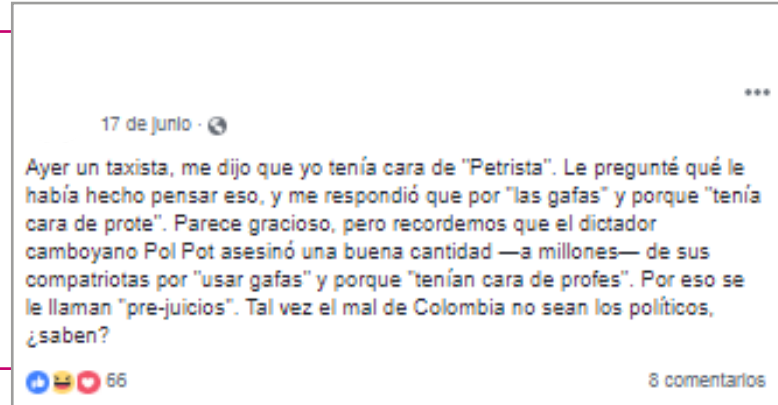 17 de junio ·
Ayer un taxista, me dijo que yo tenía cara de "Petrista". Le pregunté qué le
había hecho pensar eso, y me respondió que por "las gafas" y porque "tenía
cara de profe". Parece gracioso, pero recordemos que el dictador
camboyano Pol Pot asesinó una buena cantidad —a millones— de sus
compatriotas por "usar gafas" y porque "tenían cara de profes". Por eso se
le llaman "pre-juicios". Tal vez el mal de Colombia no sean los políticos,
¿saben?
66 8 comentarios